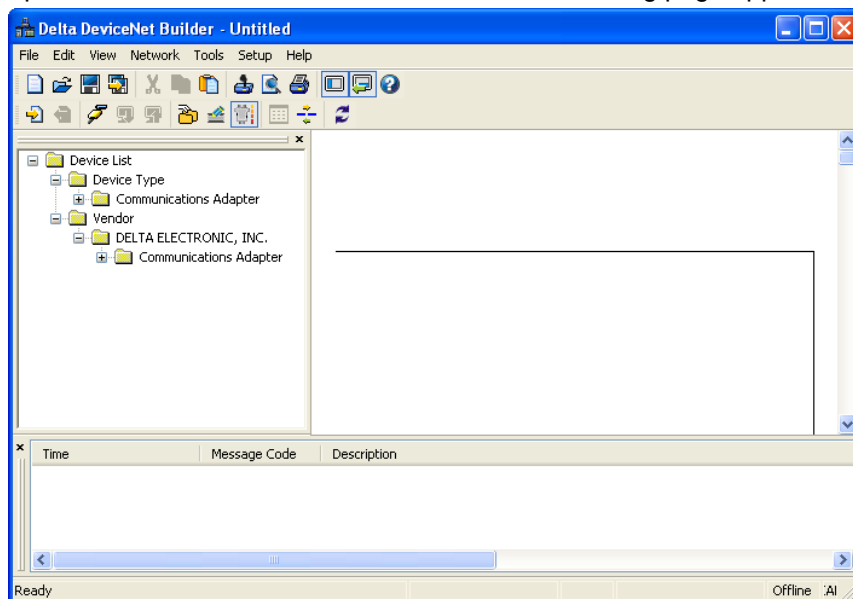 Delta DeviceNet Builder - Untitled
File Edit View Network Tools Setup Help
Device List
Device Type
Communications Adapter
Vendor
DELTA ELECTRONIC, INC.
Communications Adapter
Time Message Code Description
Ready Offline